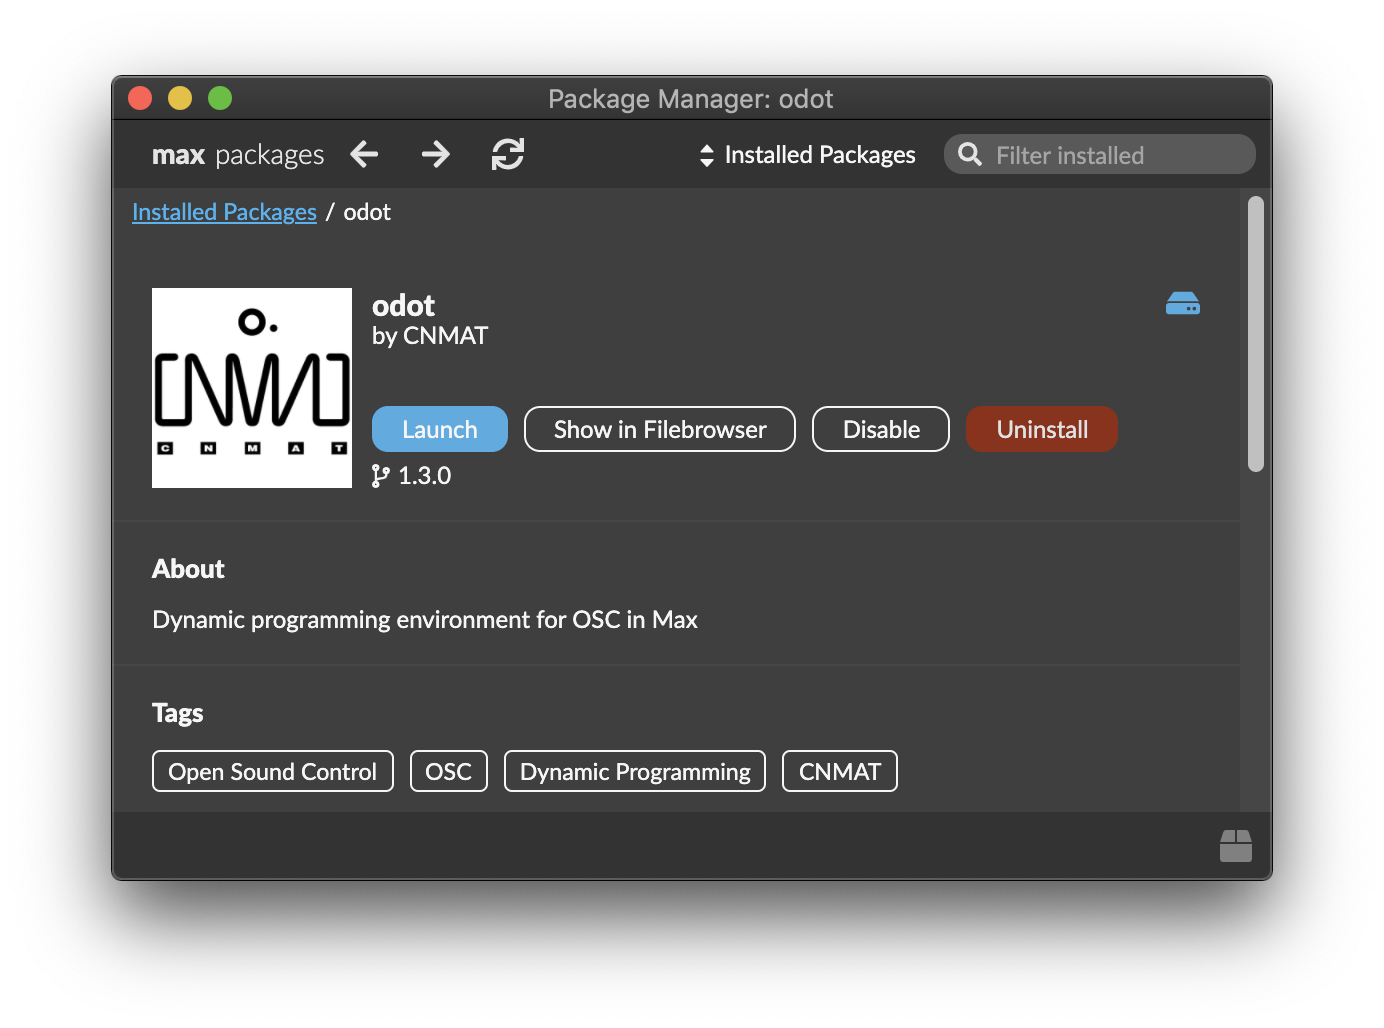 Package Manager: odot
max packages
Installed Packages
Filter installed
Installed Packages / odot
o.
CNMAT
odot
by CNMAT
Launch
Show in Filebrowser
Disable
Uninstall
1.3.0
About
Dynamic programming environment for OSC in Max
Tags
Open Sound Control
OSC
Dynamic Programming
CNMAT